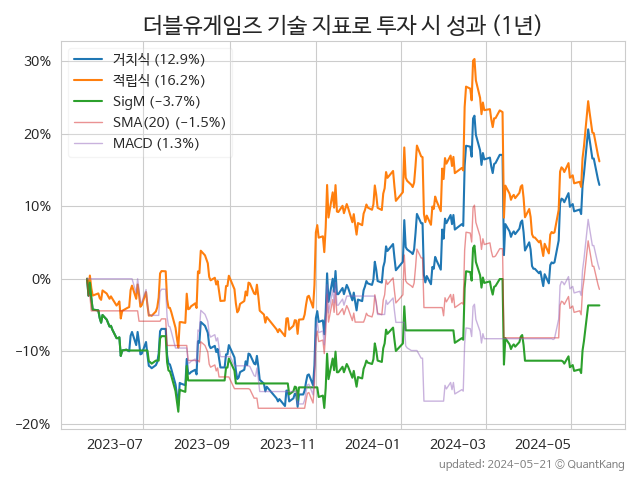 더블유게임즈 기술 지표로 투자 시 성과 (1년)
거치식 (12.9%)
적립식 (16.2%)
SigM (−3.7%)
SMA(20) (−1.5%)
MACD (1.3%)
30%
20%
10%
0%
−10%
−20%
2023−07 2023−09 2023−11 2024−01 2024−03 2024−05
updated: 2024−05−21 © QuantKang